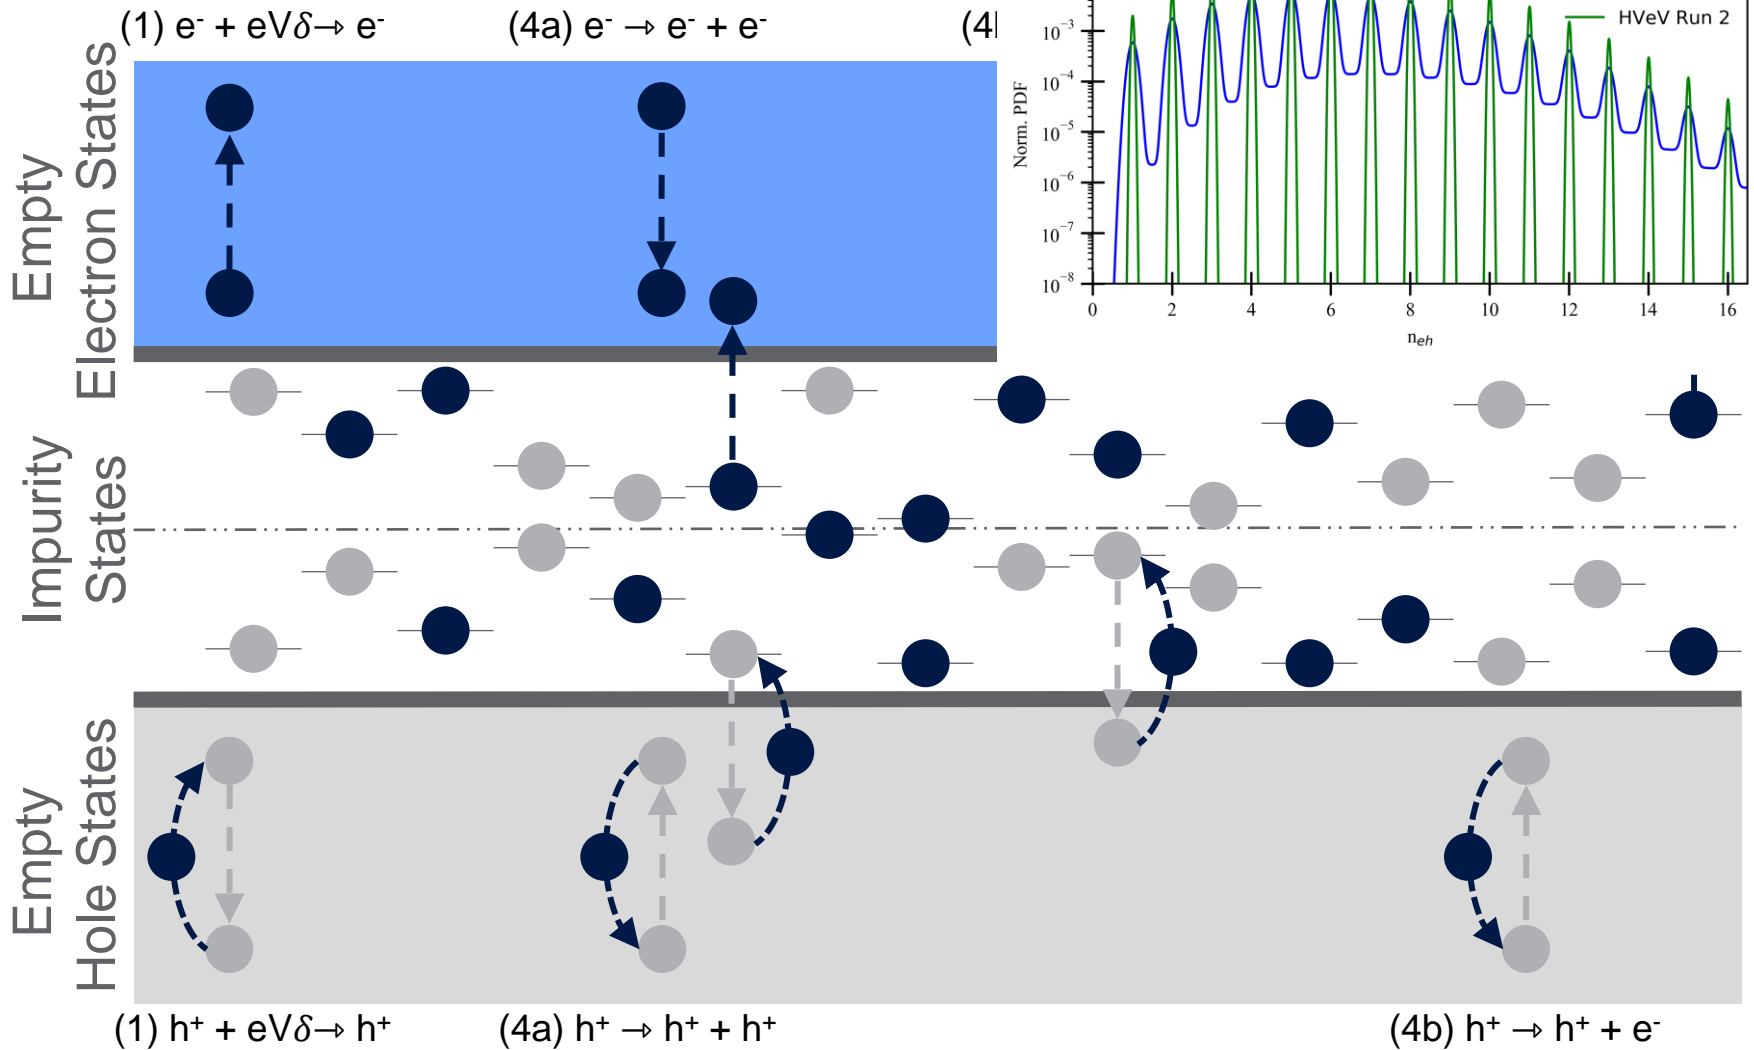 (1) e⁻ + eVδ→ e⁻
(4a) e⁻ → e⁻ + e⁻
HVeV Run 2
10⁻³
10⁻⁴
10⁻⁵
10⁻⁶
10⁻⁷
10⁻⁸
Norm. PDF
0 2 4 6 8 10 12 14 16
n_eh
Empty
Electron States
Impurity
States
Empty
Hole States
(1) h⁺ + eVδ→ h⁺
(4a) h⁺ → h⁺ + h⁺
(4b) h⁺ → h⁺ + e⁻